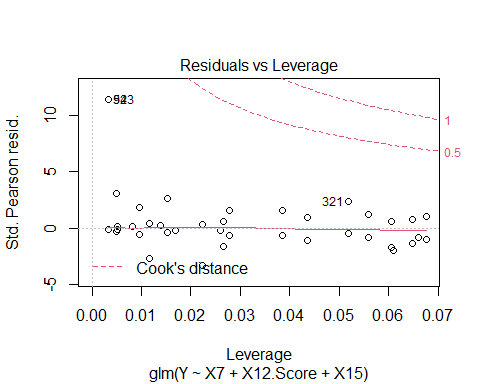 Residuals vs Leverage
Std. Pearson resid.
10
5
0
-5
523
321
1
0.5
Cook's distance
0.00 0.01 0.02 0.03 0.04 0.05 0.06 0.07
Leverage
glm(Y ~ X7 + X12.Score + X15)